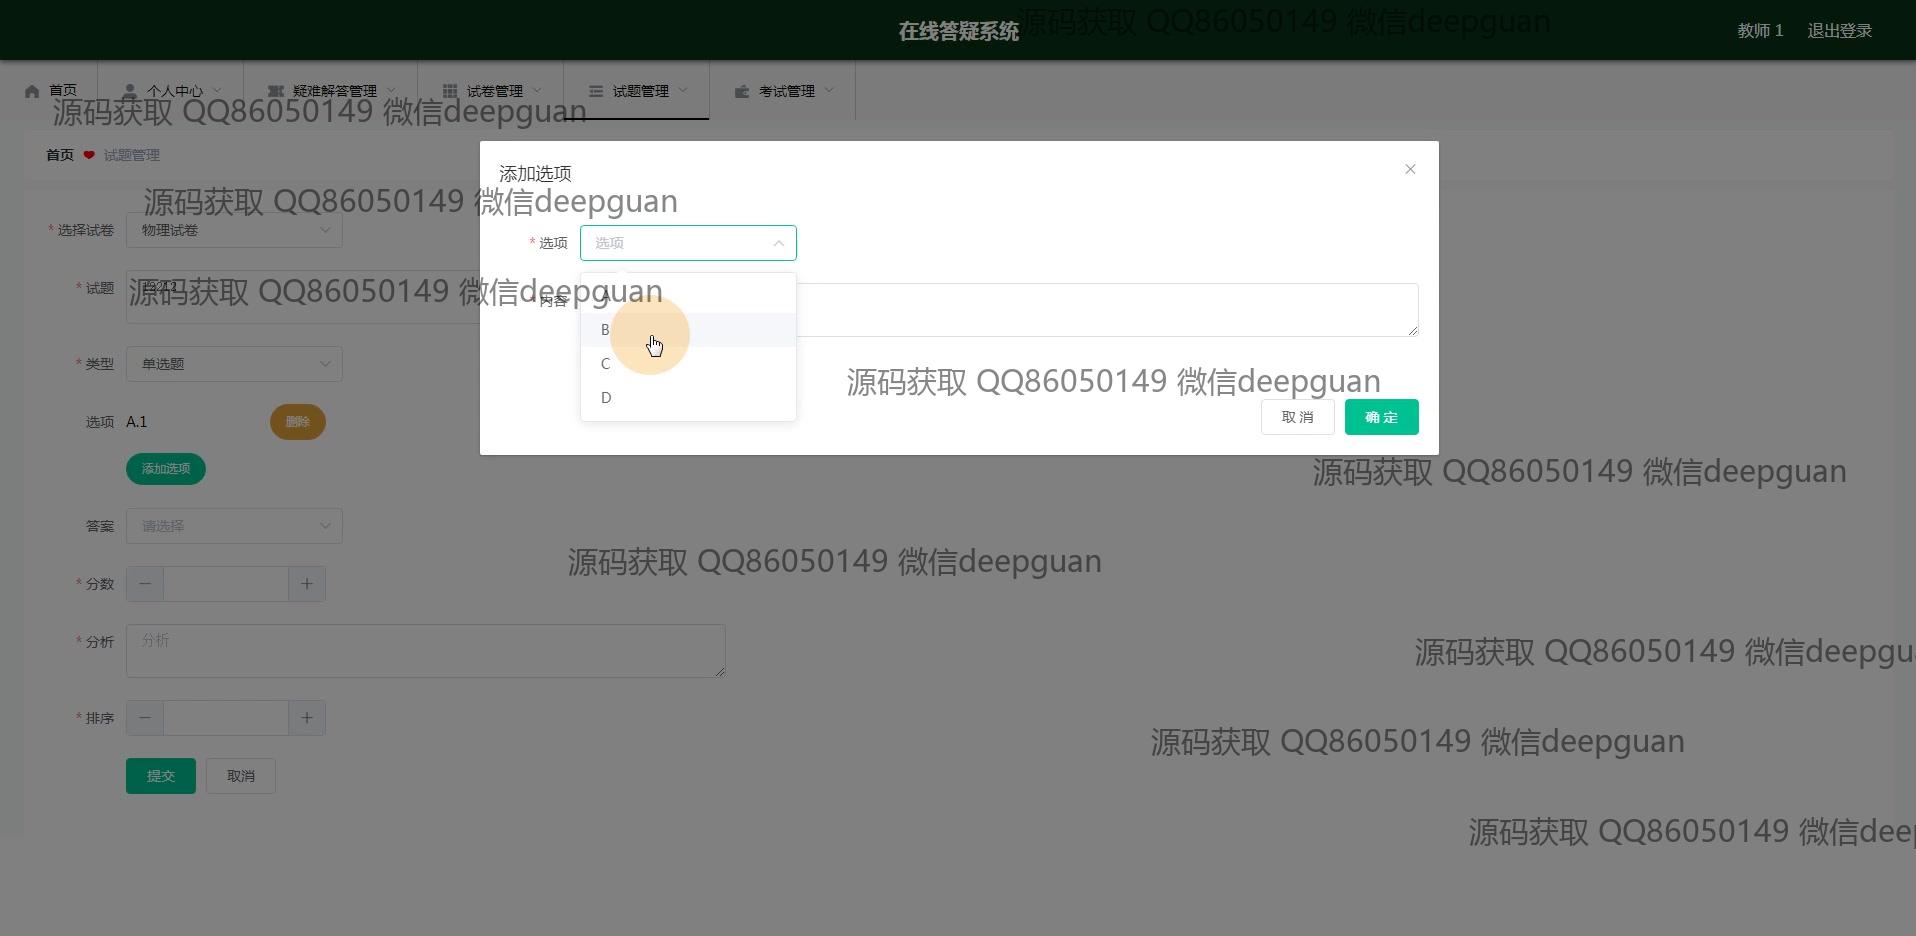 在线答疑系统
源码获取 QQ86050149 微信deepguan
教师 1
退出登录
首页
个人中心
疑难解答管理
试卷管理
试题管理
考试管理
源码获取 QQ86050149 微信deepguan
首页
试题管理
添加选项
源码获取 QQ86050149 微信deepguan
* 选择试卷
物理试卷
* 选项
选项
* 试题
源码获取 QQ86050149 微信deepguan
* 内容
A
B
C
D
* 类型
单选题
源码获取 QQ86050149 微信deepguan
取 消
确 定
选项
A.1
删除
添加选项
源码获取 QQ86050149 微信deepguan
答案
请选择
源码获取 QQ86050149 微信deepguan
* 分数
* 分析
分析
源码获取 QQ86050149 微信deepgu
* 排序
源码获取 QQ86050149 微信deepguan
提交
取消
源码获取 QQ86050149 微信deep